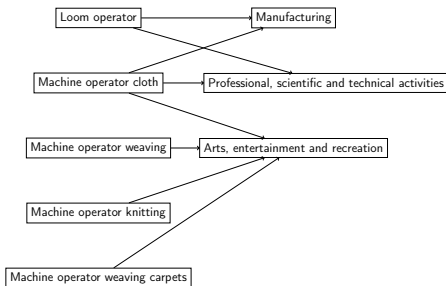 Loom operator
Manufacturing
Machine operator cloth
Professional, scientific and technical activities
Machine operator weaving
Arts, entertainment and recreation
Machine operator knitting
Machine operator weaving carpets